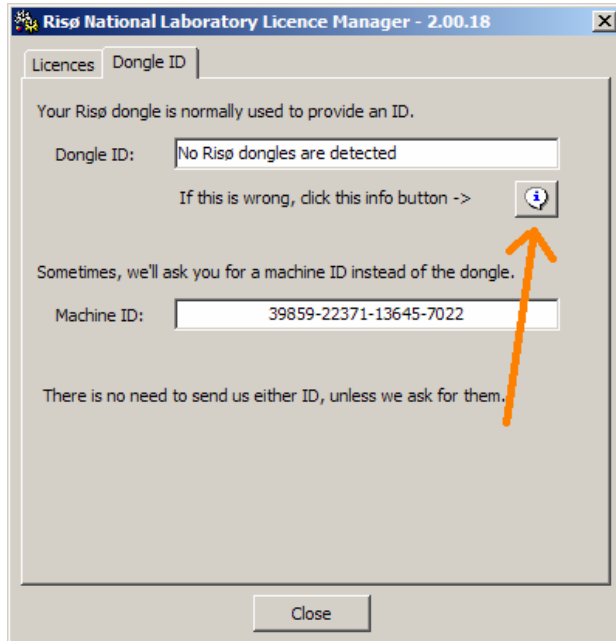 Risø National Laboratory Licence Manager - 2.00.18
Licences Dongle ID
Your Risø dongle is normally used to provide an ID.
Dongle ID: No Risø dongles are detected
If this is wrong, click this info button ->
Sometimes, we'll ask you for a machine ID instead of the dongle.
Machine ID: 39859-22371-13645-7022
There is no need to send us either ID, unless we ask for them.
Close